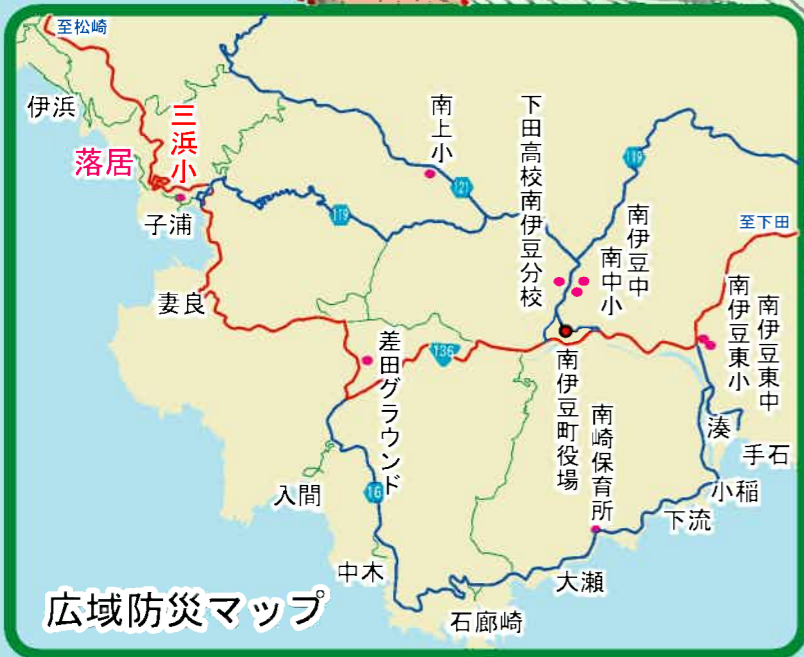 至松崎
伊浜
落居
三浜小
子浦
妻良
南上小
121
119
下田高校南伊豆分校
119
南伊豆中
南中小
至下田
南伊豆東中
南伊豆東小
136
差田グラウンド
南伊豆町役場
南崎保育所
湊
手石
小稲
下流
大瀬
入間
16
中木
石廊崎
広域防災マップ